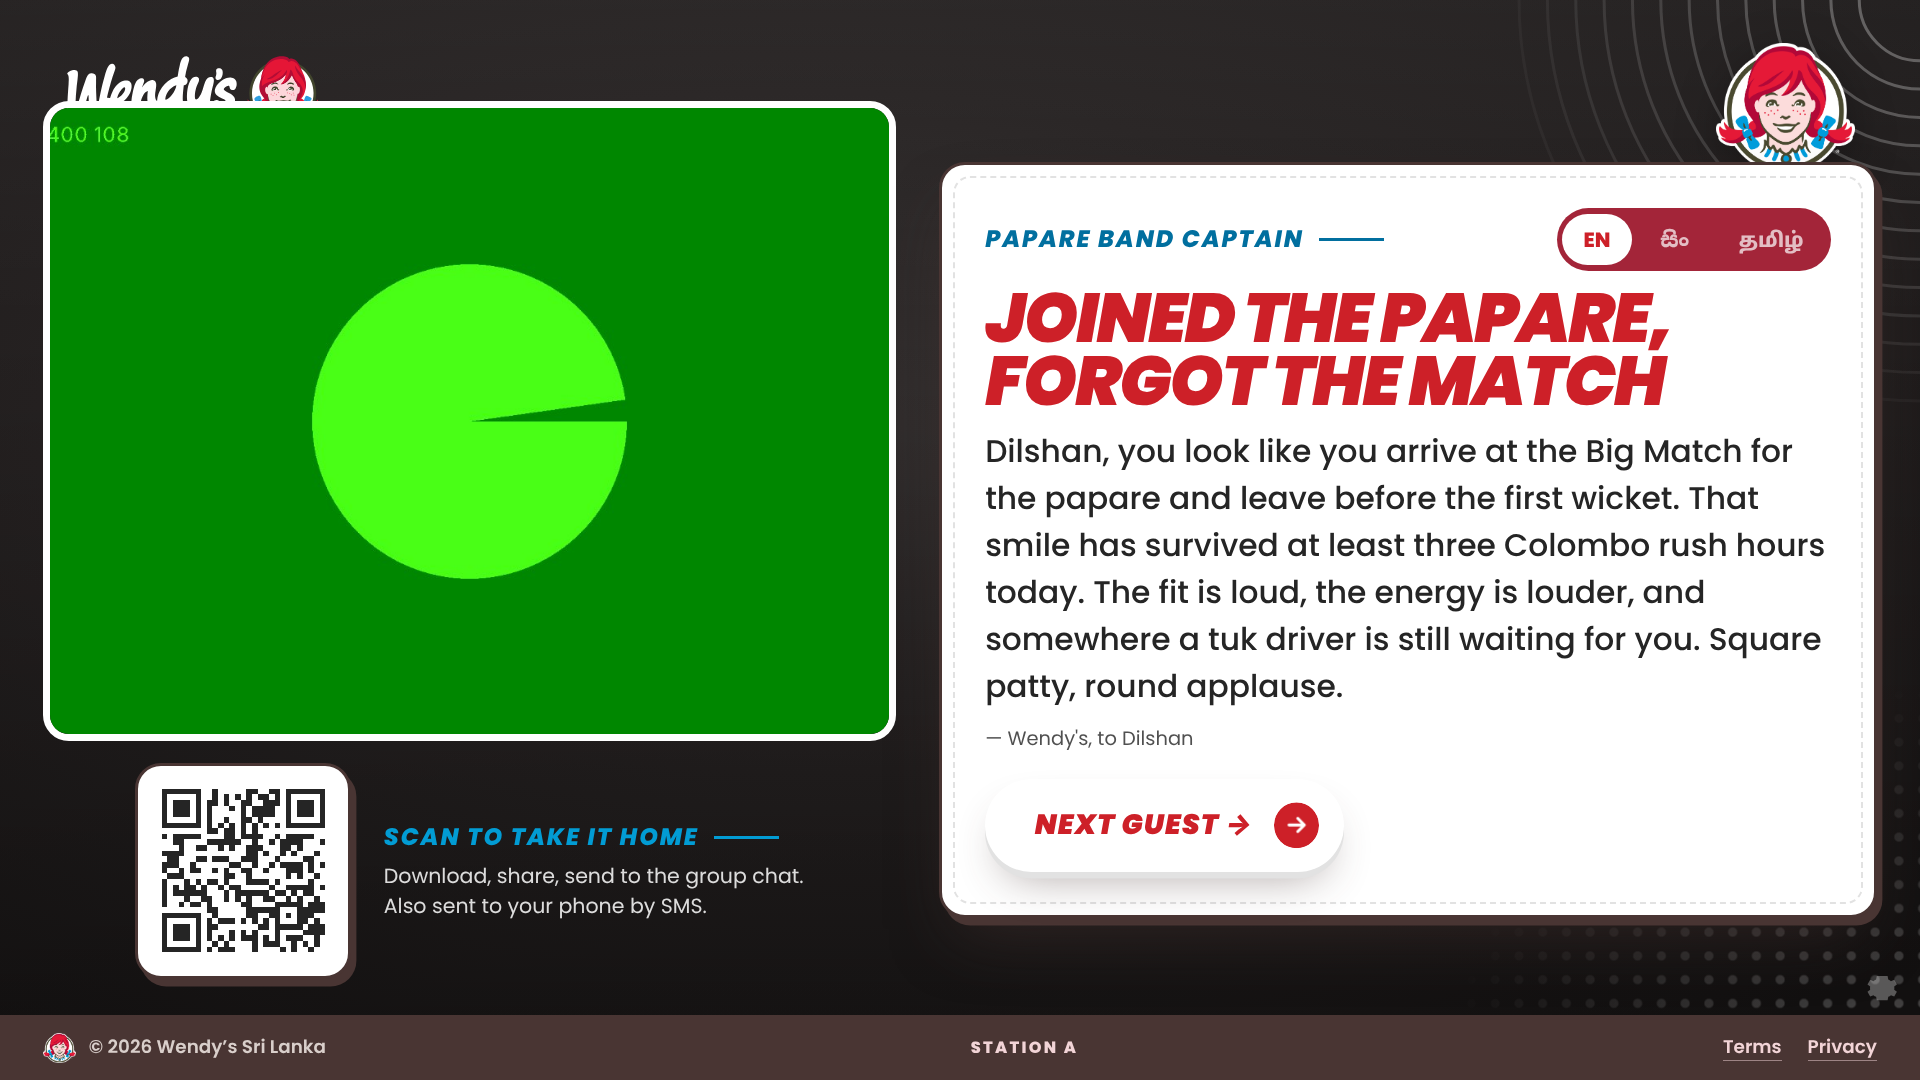 Wendy's
400 108
PAPARE BAND CAPTAIN
EN
සිං
தமிழ்
JOINED THE PAPARE,
FORGOT THE MATCH
Dilshan, you look like you arrive at the Big Match for
the papare and leave before the first wicket. That
smile has survived at least three Colombo rush hours
today. The fit is loud, the energy is louder, and
somewhere a tuk driver is still waiting for you. Square
patty, round applause.
— Wendy's, to Dilshan
NEXT GUEST →
SCAN TO TAKE IT HOME
Download, share, send to the group chat.
Also sent to your phone by SMS.
© 2026 Wendy’s Sri Lanka
STATION A
Terms
Privacy